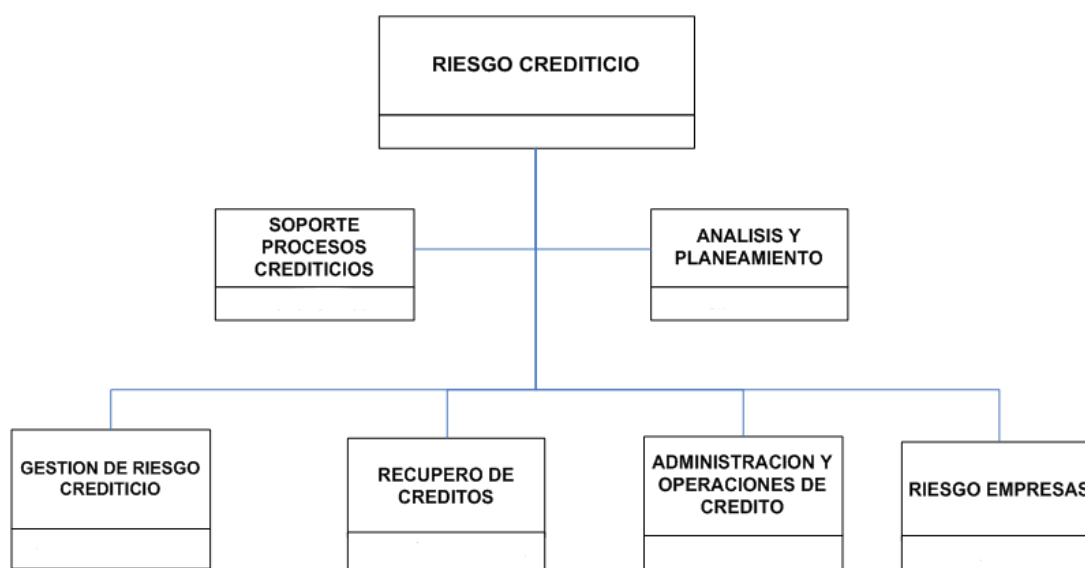 RIESGO CREDITICIO
SOPORTE
PROCESOS
CREDITICIOS
ANALISIS Y
PLANEAMIENTO
GESTION DE RIESGO
CREDITICIO
RECUPERO DE
CREDITOS
ADMINISTRACION Y
OPERACIONES DE
CREDITO
RIESGO EMPRESAS